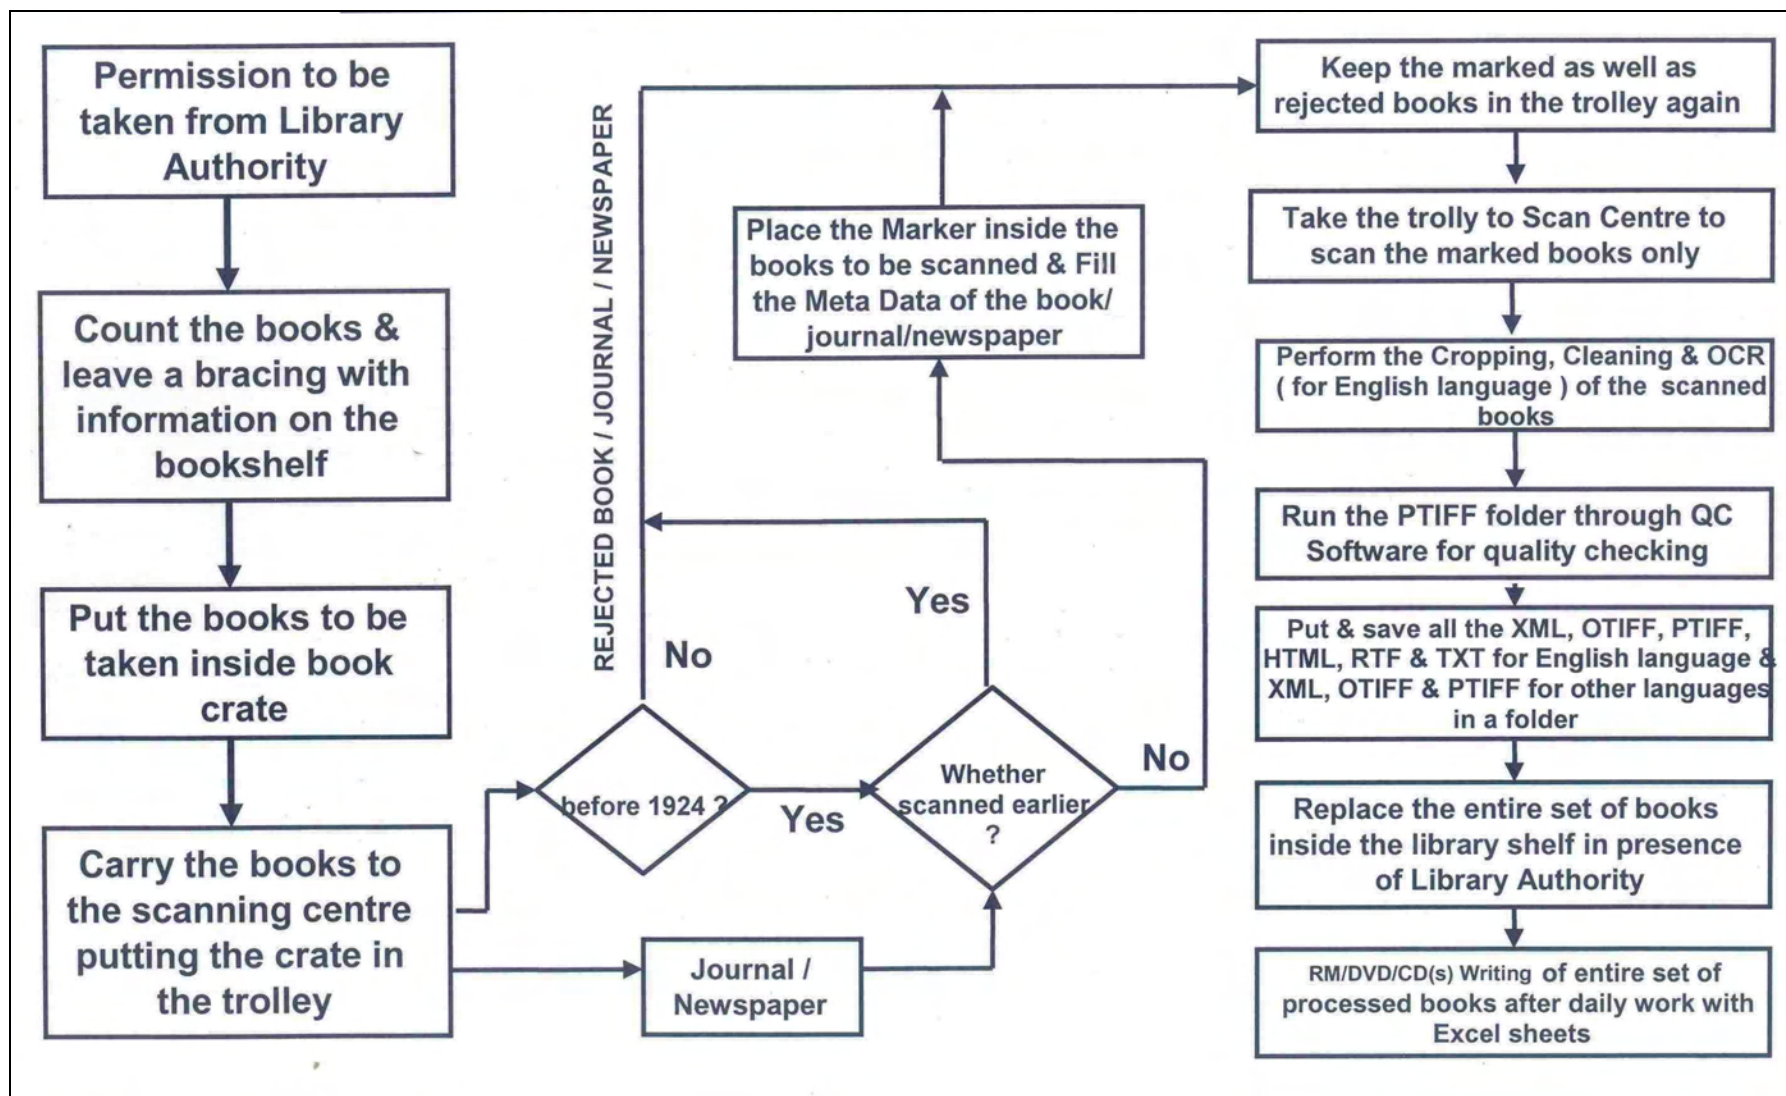 Permission to be
taken from Library
Authority
Count the books &
leave a bracing with
information on the
bookshelf
Put the books to be
taken inside book
crate
Carry the books to
the scanning centre
putting the crate in
the trolley
REJECTED BOOK / JOURNAL / NEWSPAPER
No
before 1924 ?
Yes
Journal /
Newspaper
Place the Marker inside the
books to be scanned & Fill
the Meta Data of the book/
journal/newspaper
Yes
Whether
scanned earlier
?
No
Keep the marked as well as
rejected books in the trolley again
Take the trolly to Scan Centre to
scan the marked books only
Perform the Cropping, Cleaning & OCR
( for English language ) of the scanned
books
Run the PTIFF folder through QC
Software for quality checking
Put & save all the XML, OTIFF, PTIFF,
HTML, RTF & TXT for English language &
XML, OTIFF & PTIFF for other languages
in a folder
Replace the entire set of books
inside the library shelf in presence
of Library Authority
RM/DVD/CD(s) Writing of entire set of
processed books after daily work with
Excel sheets